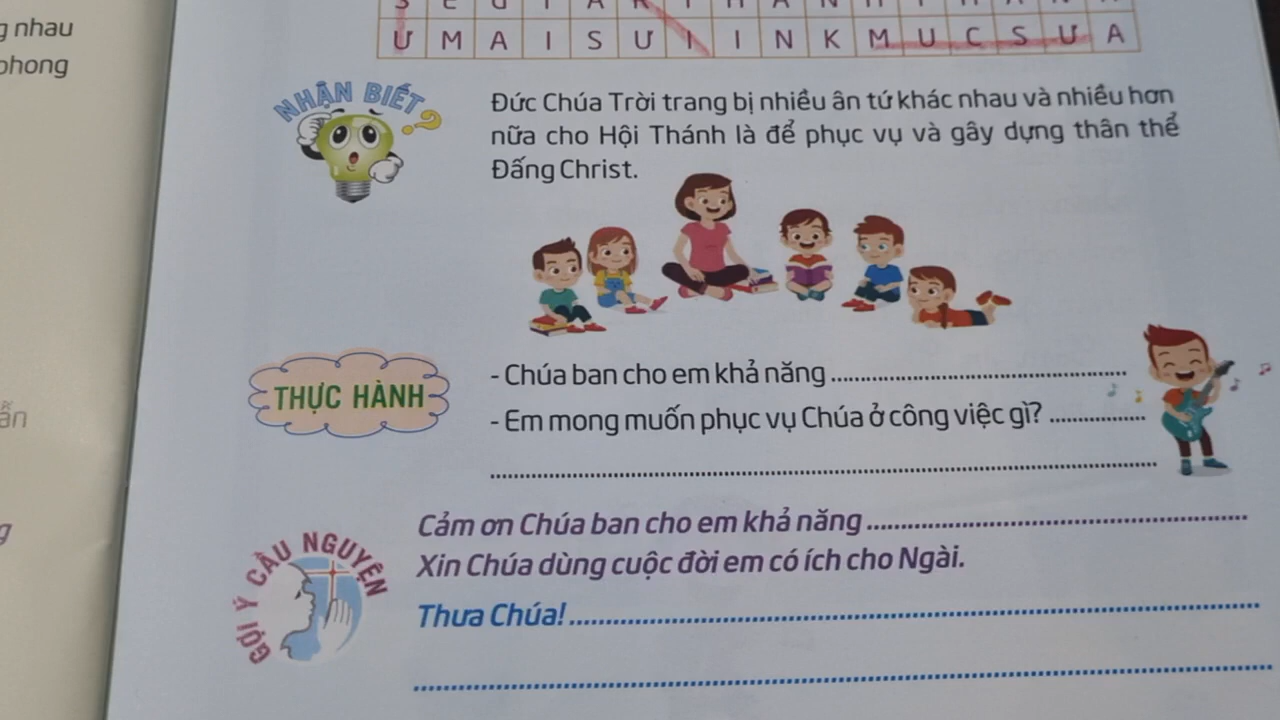 g nhau
phong
Ư M A I S Ư I I N K M U C S Ư A
NHẬN BIẾT?
Đức Chúa Trời trang bị nhiều ân tứ khác nhau và nhiều hơn
nữa cho Hội Thánh là để phục vụ và gây dựng thân thể
Đấng Christ.
THỰC HÀNH
- Chúa ban cho em khả năng
- Em mong muốn phục vụ Chúa ở công việc gì?
GỢI Ý CẦU NGUYỆN
Cảm ơn Chúa ban cho em khả năng
Xin Chúa dùng cuộc đời em có ích cho Ngài.
Thưa Chúa!